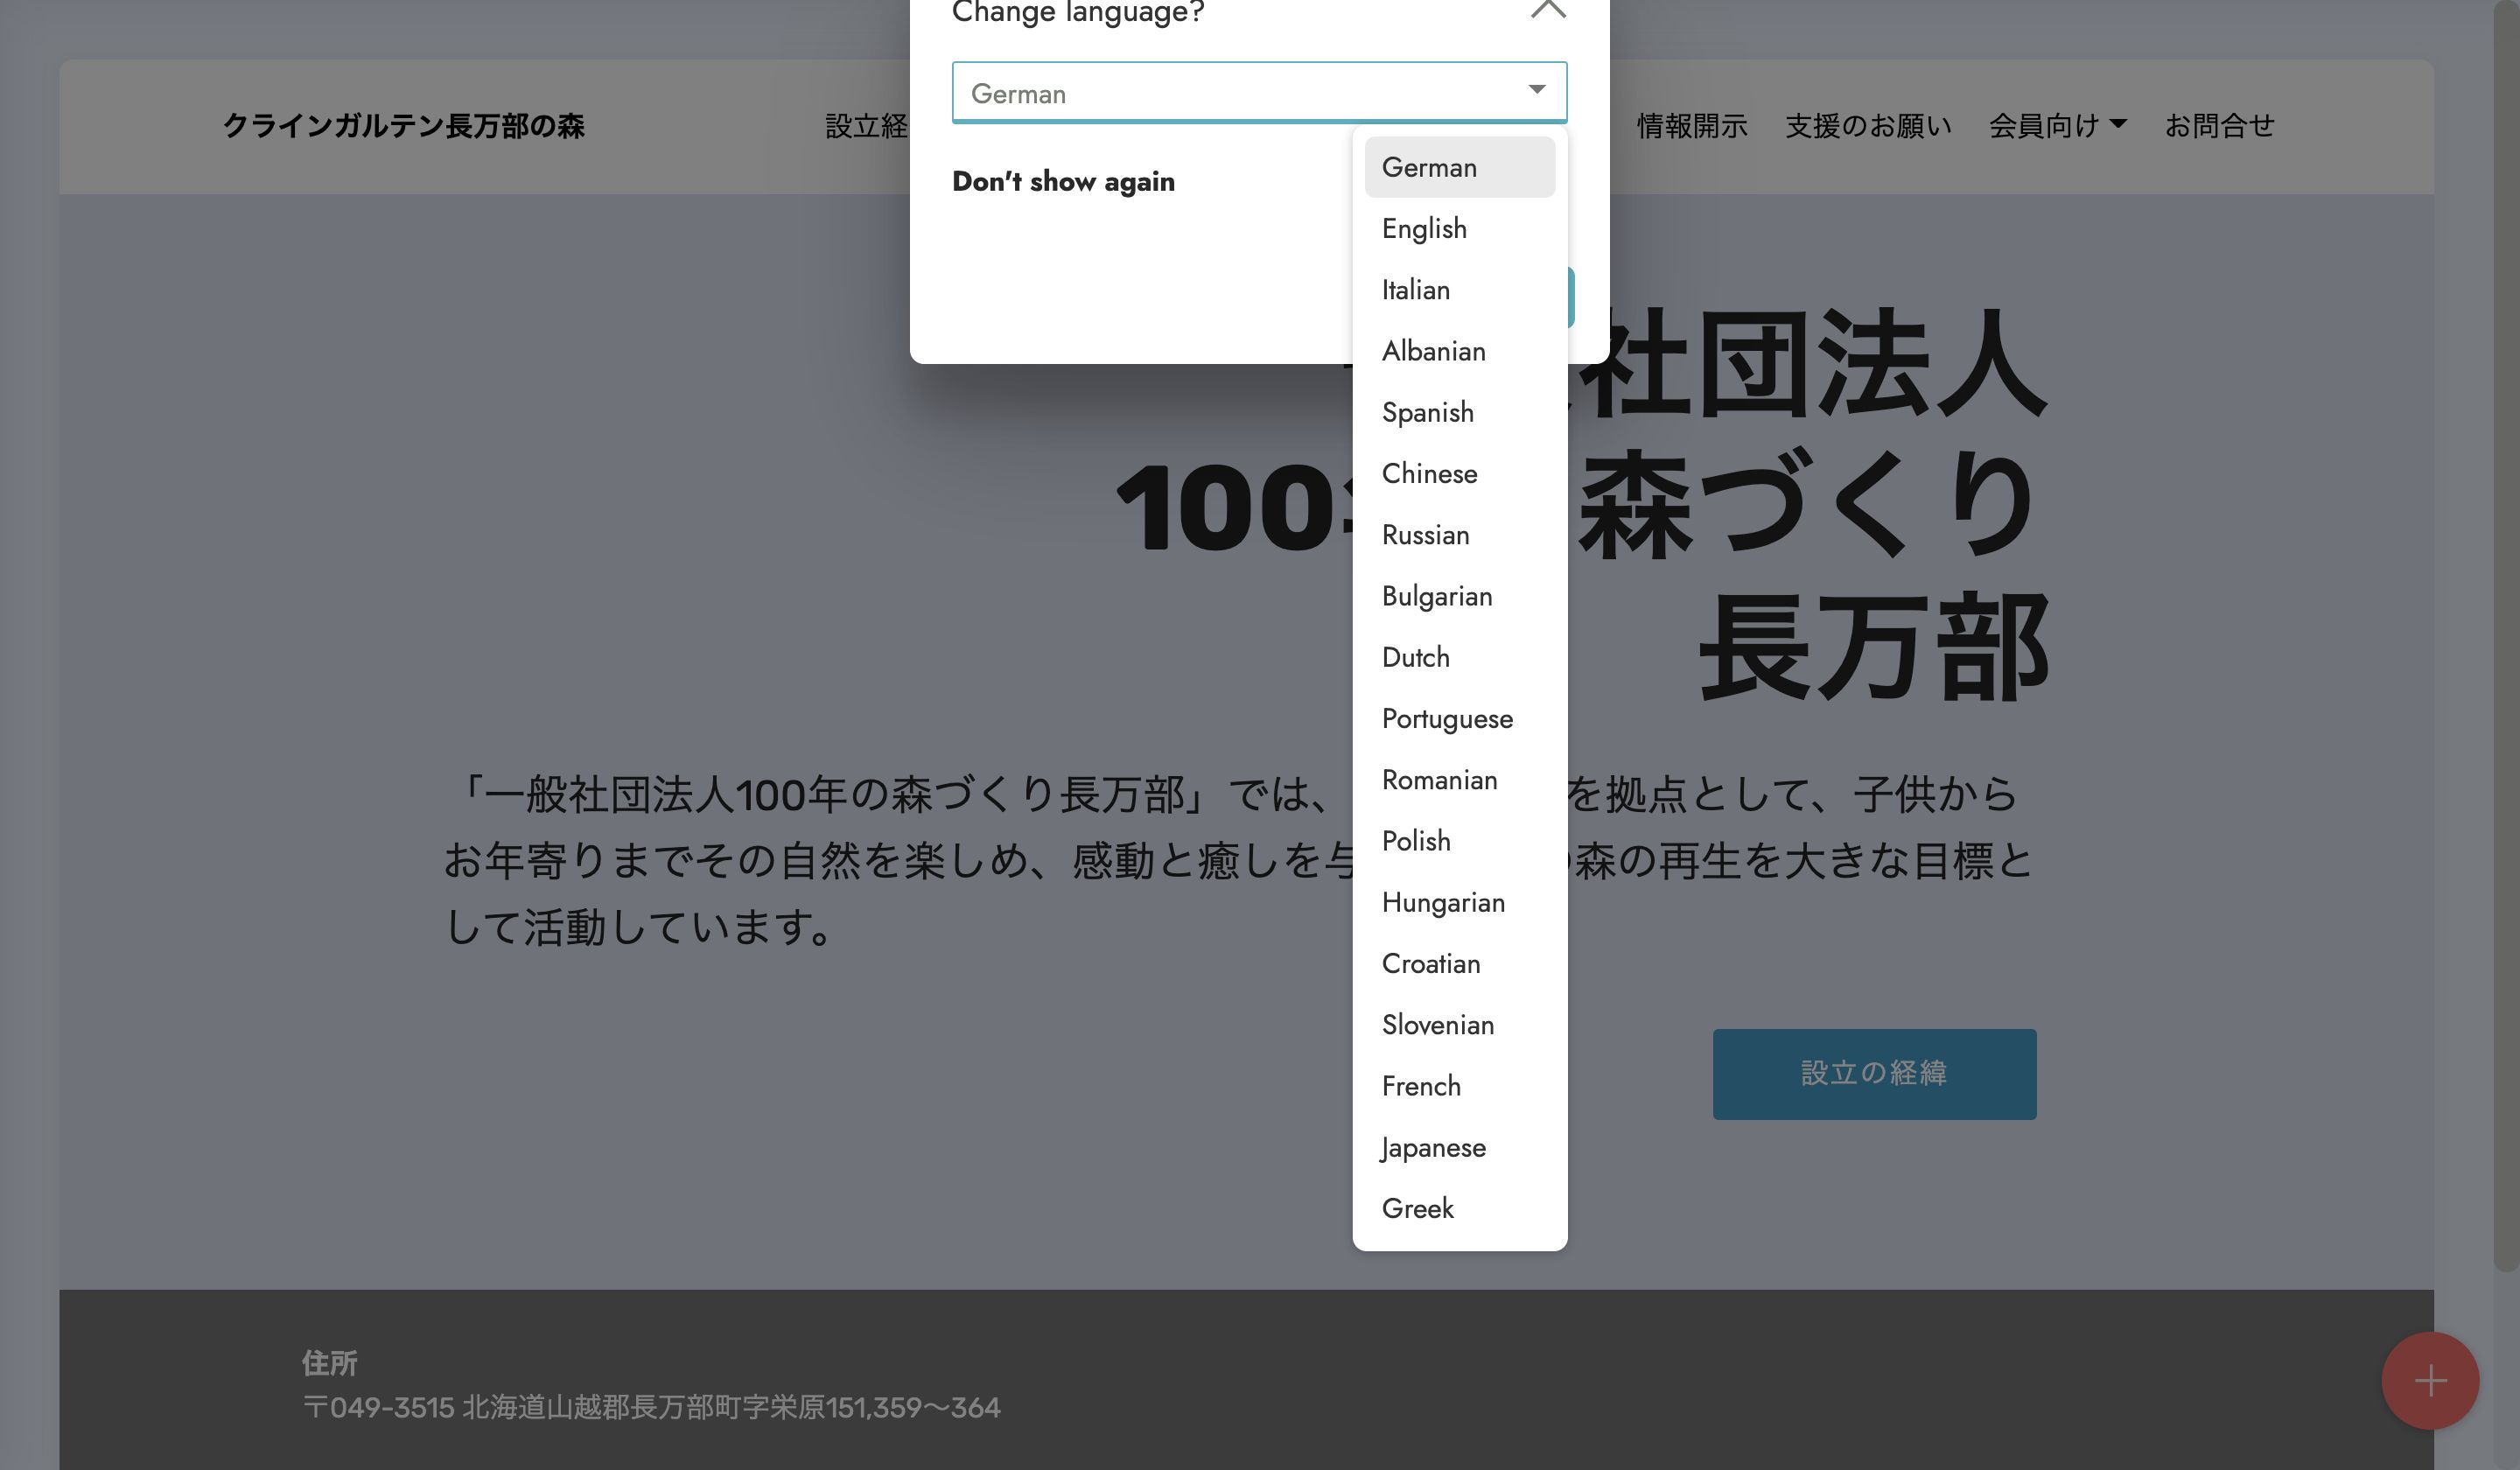 Change language?
German
クラインガルテン長万部の森
設立経
情報開示
支援のお願い
会員向け
お問合せ
Don't show again
German
English
Italian
Albanian
Spanish
Chinese
Russian
Bulgarian
Dutch
Portuguese
Romanian
Polish
Hungarian
Croatian
Slovenian
French
Japanese
Greek
社団法人
100 森づくり
長万部
「一般社団法人100年の森づくり長万部」では、 を拠点として、子供から
お年寄りまでその自然を楽しめ、感動と癒しを与 森の再生を大きな目標と
して活動しています。
設立の経緯
住所
〒049-3515 北海道山越郡長万部町字栄原151,359〜364